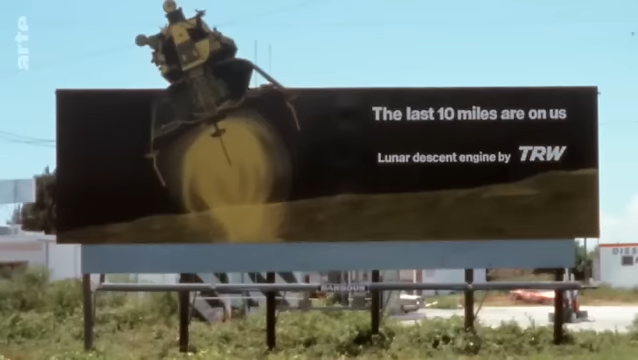 arte
The last 10 miles are on us
Lunar descent engine by TRW